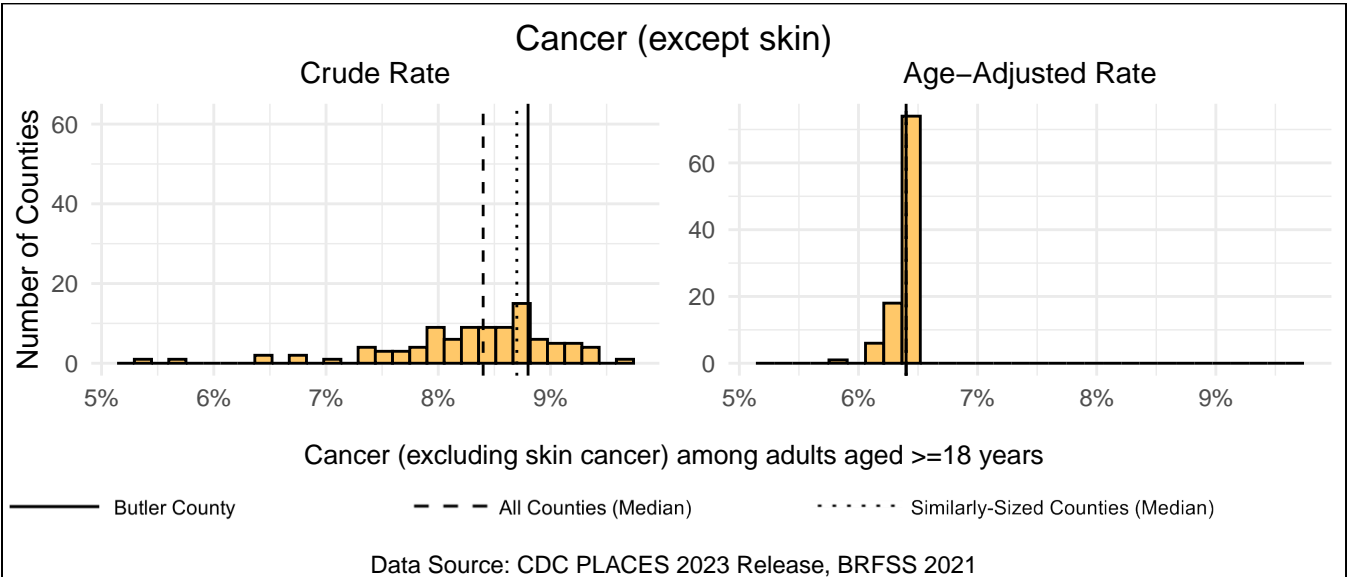 Cancer (except skin)
Crude Rate
Age−Adjusted Rate
Number of Counties
60
40
20
0
5%
6%
7%
8%
9%
60
40
20
0
5%
6%
7%
8%
9%
Cancer (excluding skin cancer) among adults aged >=18 years
Butler County
All Counties (Median)
Similarly-Sized Counties (Median)
Data Source: CDC PLACES 2023 Release, BRFSS 2021